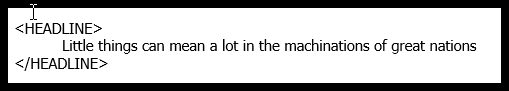 <HEADLINE>
Little things can mean a lot in the machinations of great nations
</HEADLINE>